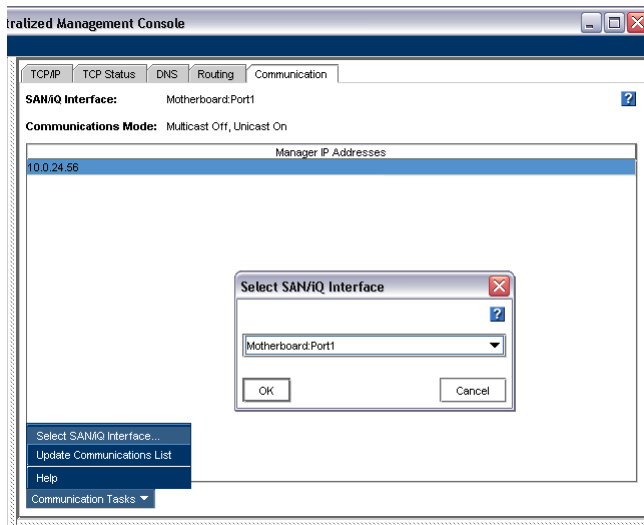 tralized Management Console
TCP/IP TCP Status DNS Routing Communication
SAN/iQ Interface: Motherboard:Port1 ?
Communications Mode: Multicast Off, Unicast On
Manager IP Addresses
10.0.24.56
Select SAN/iQ Interface
?
Motherboard:Port1
OK Cancel
Select SAN/iQ Interface...
Update Communications List
Help
Communication Tasks